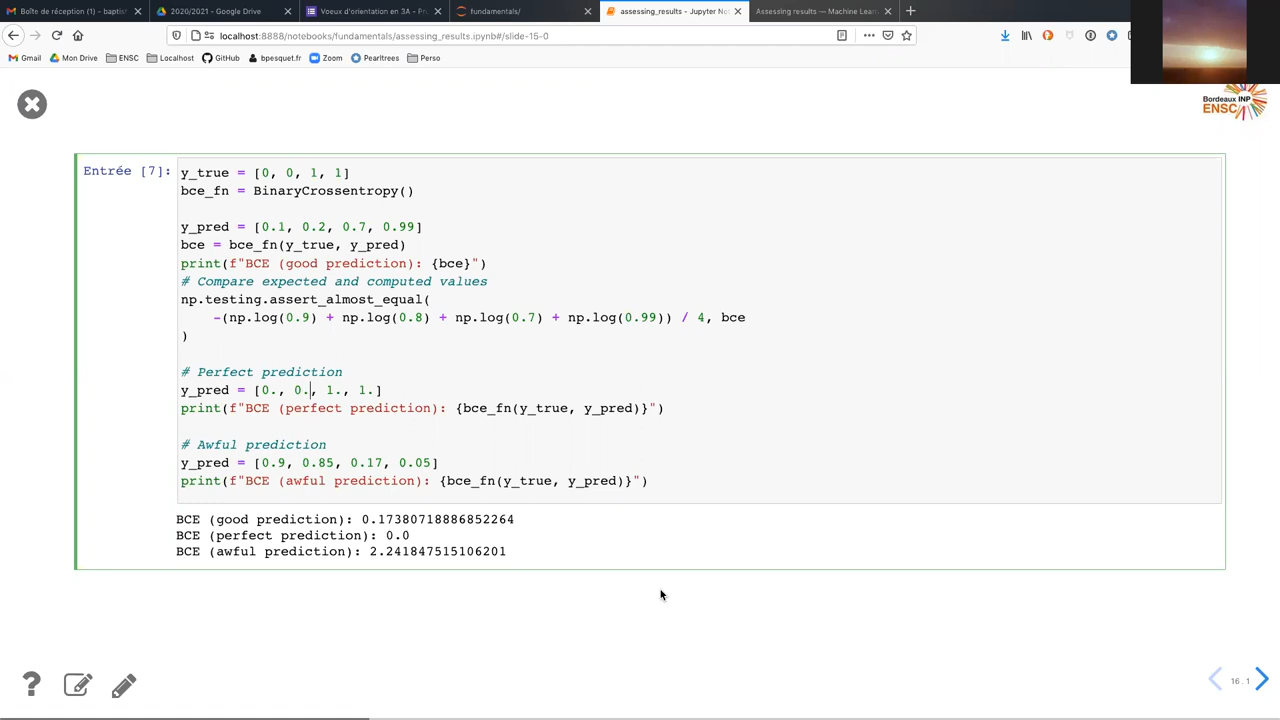 Boîte de réception (1) - baptis
2020/2021 - Google Drive
Voeux d'orientation en 3A - Pr
fundamentals/
assessing_results - Jupyter No
Assessing results — Machine Lear
localhost:8888/notebooks/fundamentals/assessing_results.ipynb#/slide-15-0
Gmail Mon Drive ENSC Localhost GitHub bpesquet.fr Zoom Pearltrees Perso
Bordeaux INP
ENSC
Entrée [7]:
y_true = [0, 0, 1, 1]
bce_fn = BinaryCrossentropy()
y_pred = [0.1, 0.2, 0.7, 0.99]
bce = bce_fn(y_true, y_pred)
print(f"BCE (good prediction): {bce}")
# Compare expected and computed values
np.testing.assert_almost_equal(
-(np.log(0.9) + np.log(0.8) + np.log(0.7) + np.log(0.99)) / 4, bce
)
# Perfect prediction
y_pred = [0., 0., 1., 1.]
print(f"BCE (perfect prediction): {bce_fn(y_true, y_pred)}")
# Awful prediction
y_pred = [0.9, 0.85, 0.17, 0.05]
print(f"BCE (awful prediction): {bce_fn(y_true, y_pred)}")
BCE (good prediction): 0.17380718886852264
BCE (perfect prediction): 0.0
BCE (awful prediction): 2.241847515106201
?
16.1